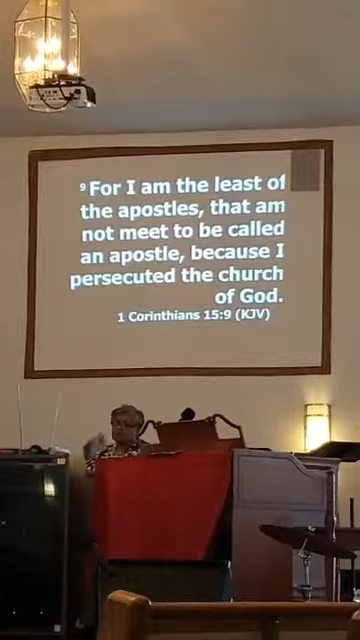 ⁹For I am the least of
the apostles, that am
not meet to be called
an apostle, because I
persecuted the church
of God.
1 Corinthians 15:9 (KJV)